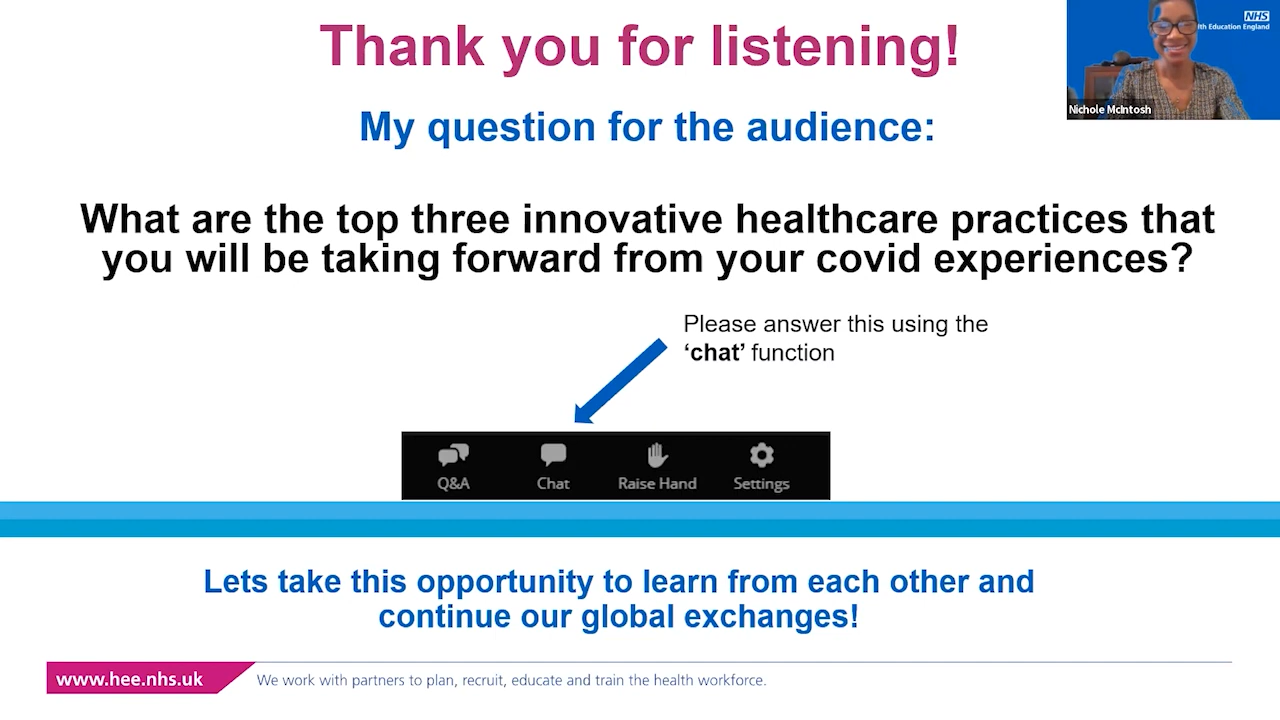 Thank you for listening!
NHS
lth Education England
Nichole McIntosh
My question for the audience:
What are the top three innovative healthcare practices that
you will be taking forward from your covid experiences?
Please answer this using the
‘chat’ function
Q&A
Chat
Raise Hand
Settings
Lets take this opportunity to learn from each other and
continue our global exchanges!
www.hee.nhs.uk
We work with partners to plan, recruit, educate and train the health workforce.